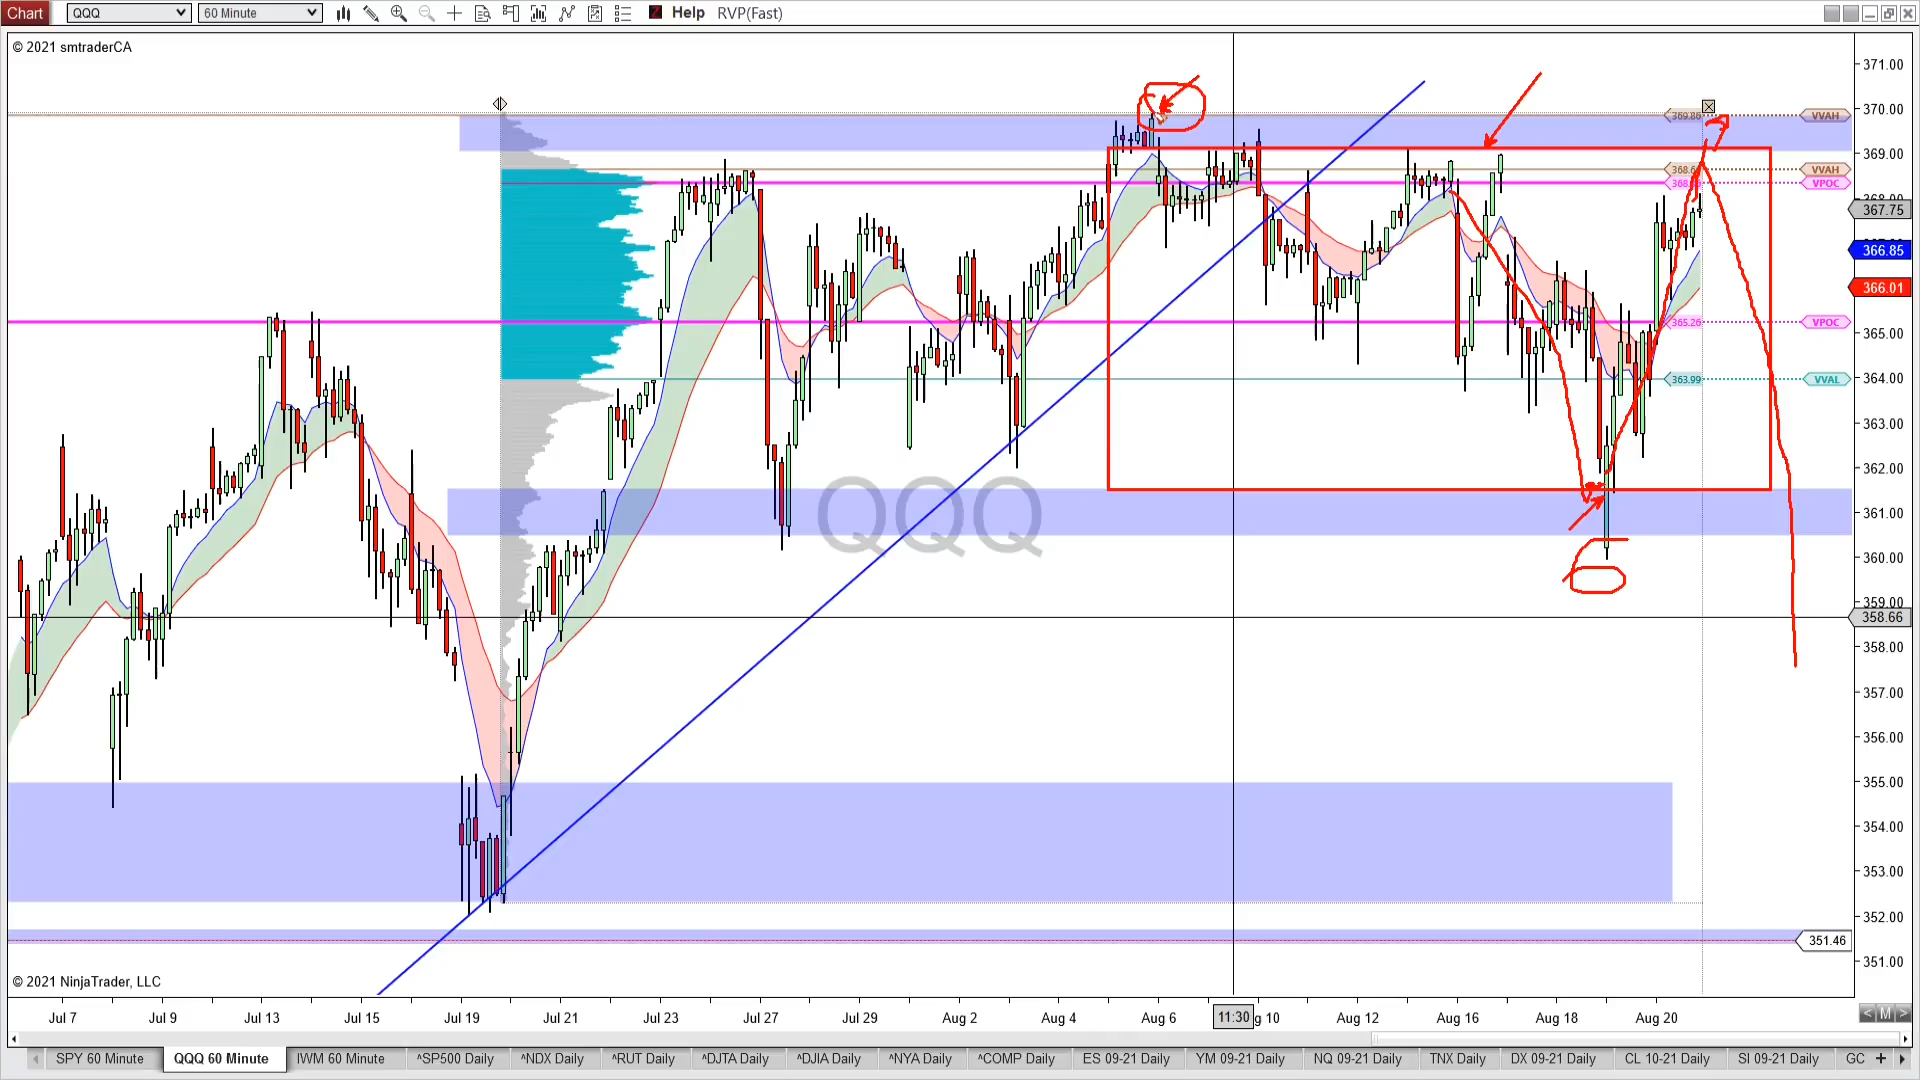 Chart QQQ 60 Minute Help RVP(Fast)
© 2021 smtraderCA
371.00
370.00
369.86 VVAH
369.00
VVAH
VPOC
367.75
366.85
366.01
365.26 VPOC
365.00
364.00
363.99 VVAL
363.00
362.00
QQQ
361.00
360.00
359.00
358.66
358.00
357.00
356.00
355.00
354.00
353.00
352.00
351.46
351.00
© 2021 NinjaTrader, LLC
Jul 7 Jul 9 Jul 13 Jul 15 Jul 19 Jul 21 Jul 23 Jul 27 Jul 29 Aug 2 Aug 4 Aug 6 11:30 g 10 Aug 12 Aug 16 Aug 18 Aug 20
< M >
SPY 60 Minute QQQ 60 Minute IWM 60 Minute ^SP500 Daily ^NDX Daily ^RUT Daily ^DJTA Daily ^DJIA Daily ^NYA Daily ^COMP Daily ES 09-21 Daily YM 09-21 Daily NQ 09-21 Daily TNX Daily DX 09-21 Daily CL 10-21 Daily SI 09-21 Daily GC +